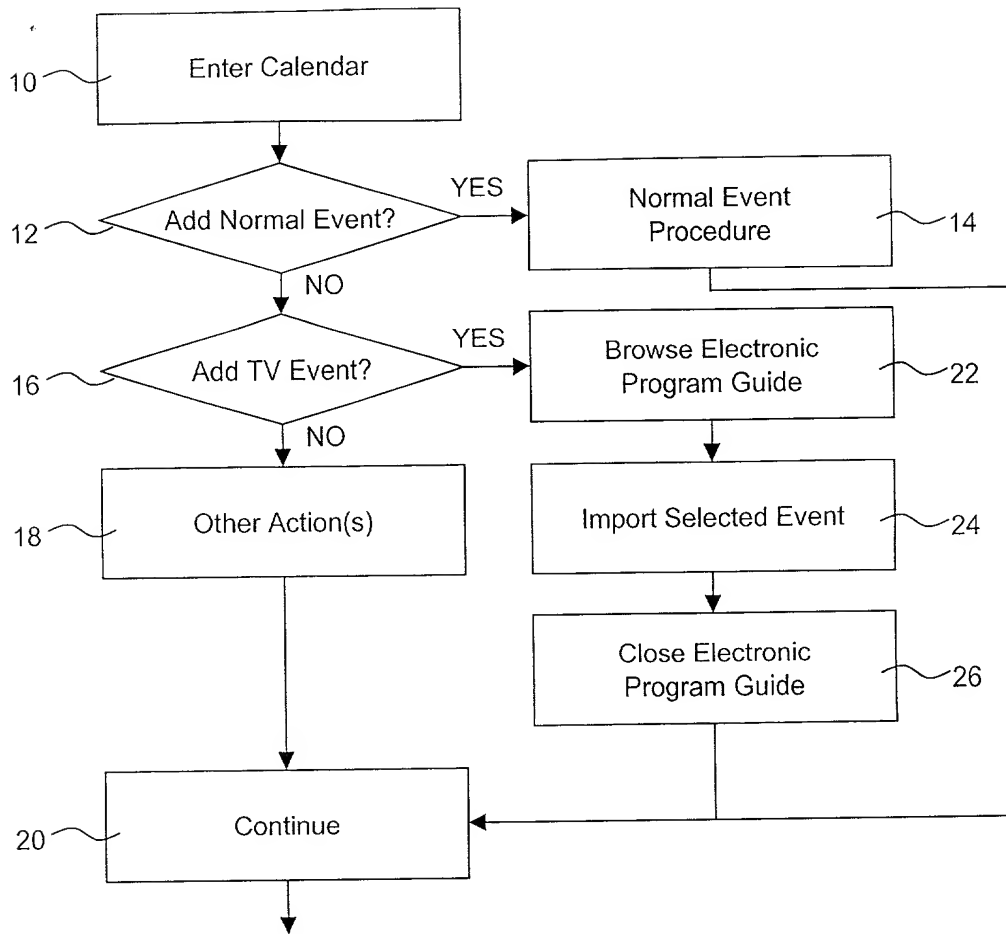 10
Enter Calendar
YES
12
Add Normal Event?
Normal Event
Procedure
14
NO
YES
16
Add TV Event?
Browse Electronic
Program Guide
22
NO
18
Other Action(s)
Import Selected Event
24
Close Electronic
Program Guide
26
20
Continue